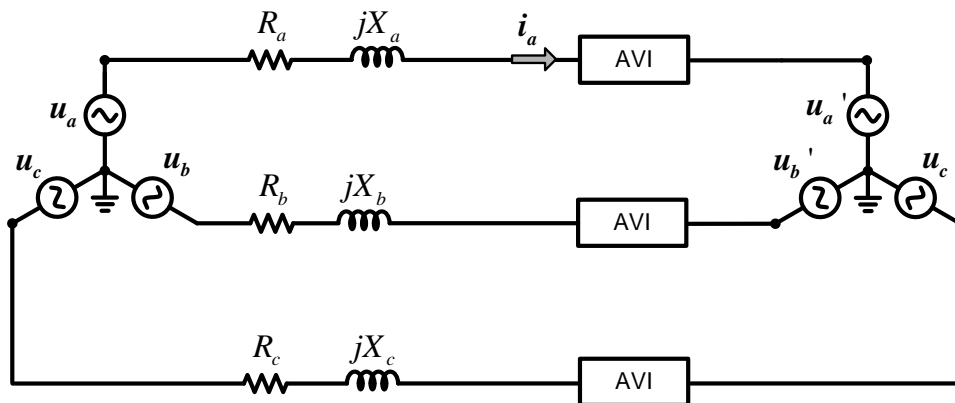 R_a jX_a i_a AVI
u_a u_a '
u_c u_b u_b ' u_c
R_b jX_b AVI
R_c jX_c AVI